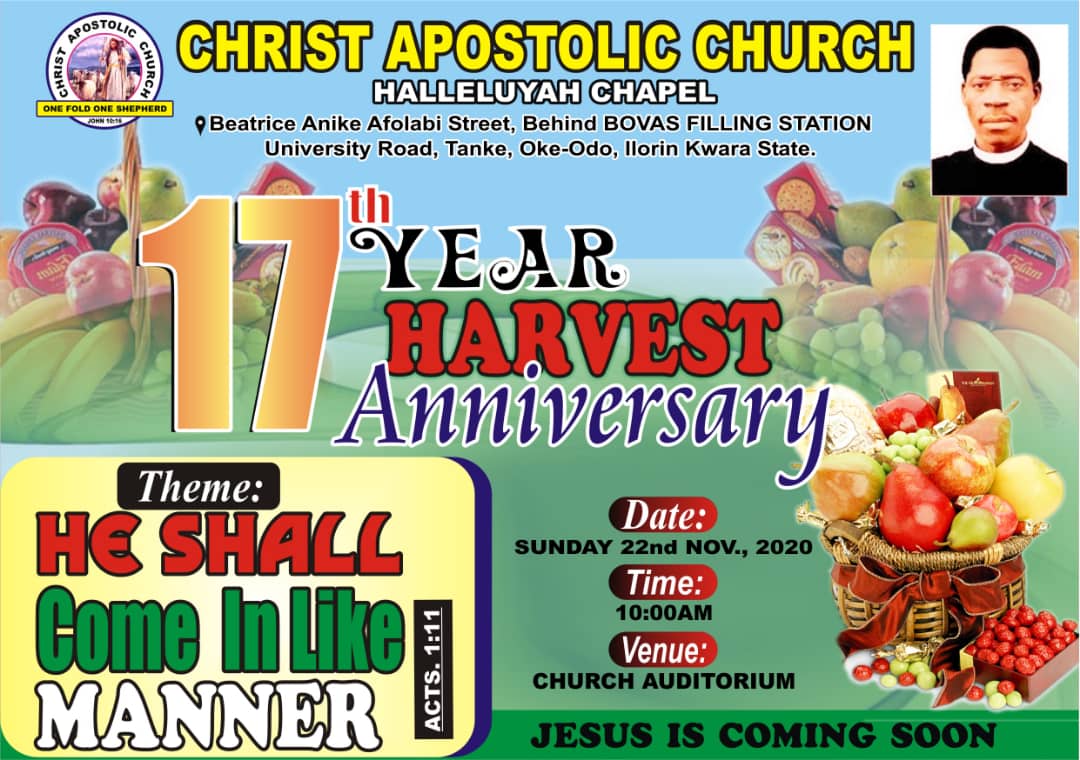 CHRIST APOSTOLIC CHURCH
ONE FOLD ONE SHEPHERD
JOHN 10:16
CHRIST APOSTOLIC CHURCH
HALLELUYAH CHAPEL
Beatrice Anike Afolabi Street, Behind BOVAS FILLING STATION
University Road, Tanke, Oke-Odo, Ilorin Kwara State.
17th
YEAR
HARVEST
Anniversary
Theme:
HE SHALL
Come In Like
MANNER
ACTS. 1:11
Date:
SUNDAY 22nd NOV., 2020
Time:
10:00AM
Venue:
CHURCH AUDITORIUM
JESUS IS COMING SOON